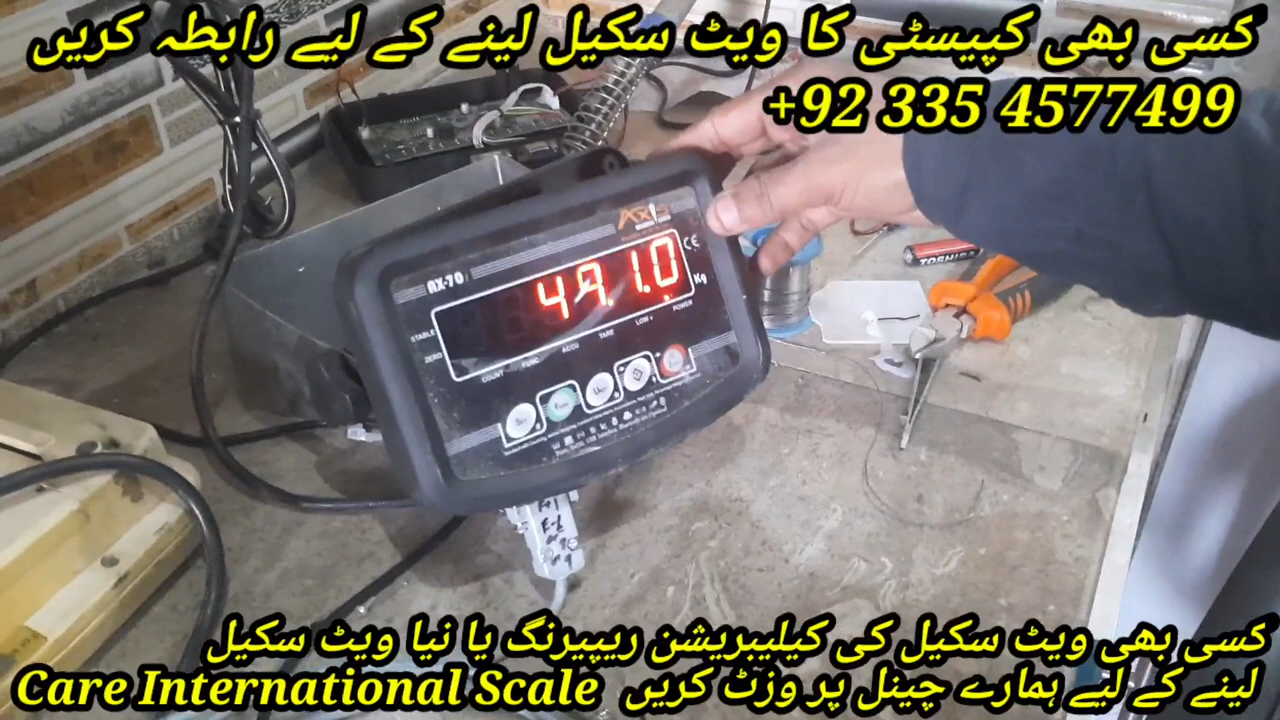 کسی بھی کپیسٹی کا ویٹ سکیل لینے کے لیے رابطہ کریں
+92 335 4577499
Axis
CE
AX-70
491.0
Kg
STABLE
ZERO
COUNT FUNC ACCU TARE LOW POWER
TOSHIBA
کسی بھی ویٹ سکیل کی کیلیبریشن ریپیرنگ یا نیا ویٹ سکیل
لینے کے لیے ہمارے چینل پر وزٹ کریں Care International Scale